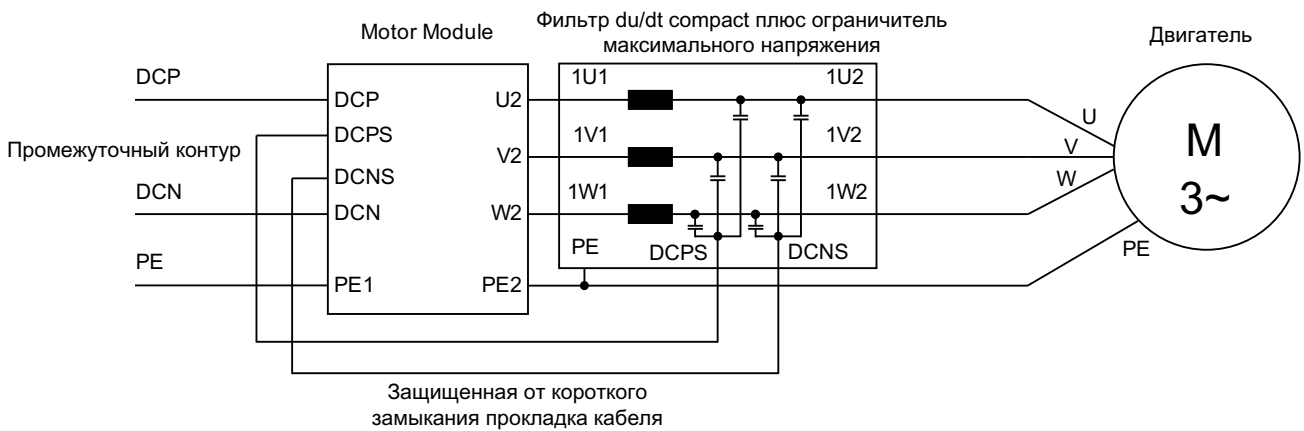 Фильтр du/dt compact плюс ограничитель
максимального напряжения
Motor Module
Двигатель
DCP
1U1
1U2
DCP
U2
U
DCPS
1V1
1V2
M
Промежуточный контур
V2
V
DCNS
W
DCN
1W1
1W2
3~
DCN
W2
PE
DCPS
DCNS
PE
PE
PE1
PE2
Защищенная от короткого
замыкания прокладка кабеля